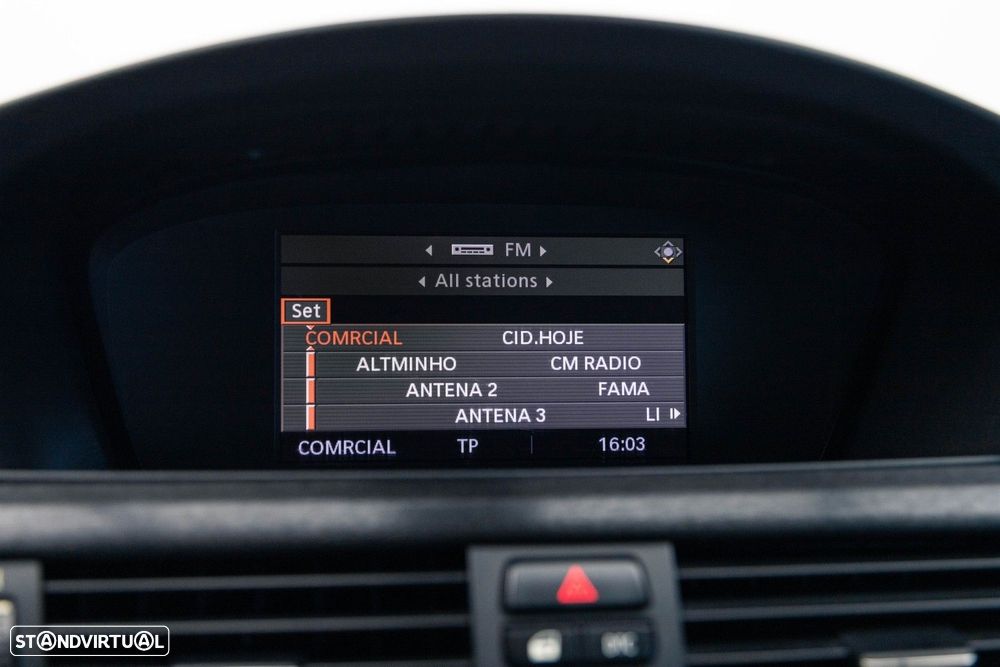 FM
All stations
Set
COMRCIAL CID.HOJE
ALTMINHO CM RADIO
ANTENA 2 FAMA
ANTENA 3 LI
COMRCIAL TP 16:03
STANDVIRTUAL